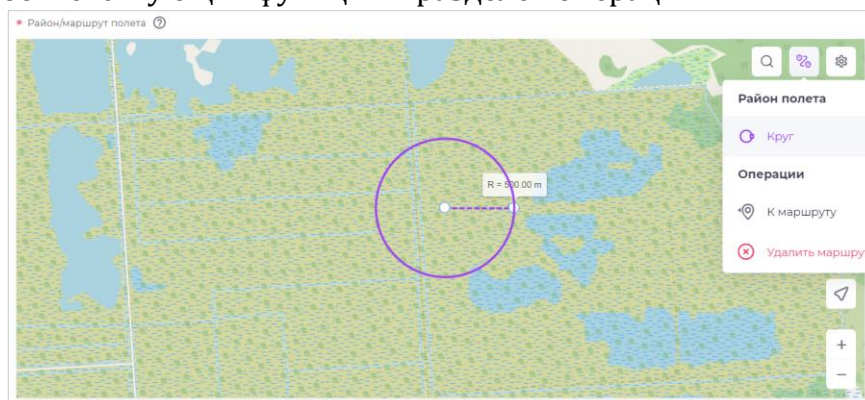 * Район/маршрут полета ?
Район полета
Круг
R = 500.00 m
Операции
К маршруту
Удалить маршру
+
−